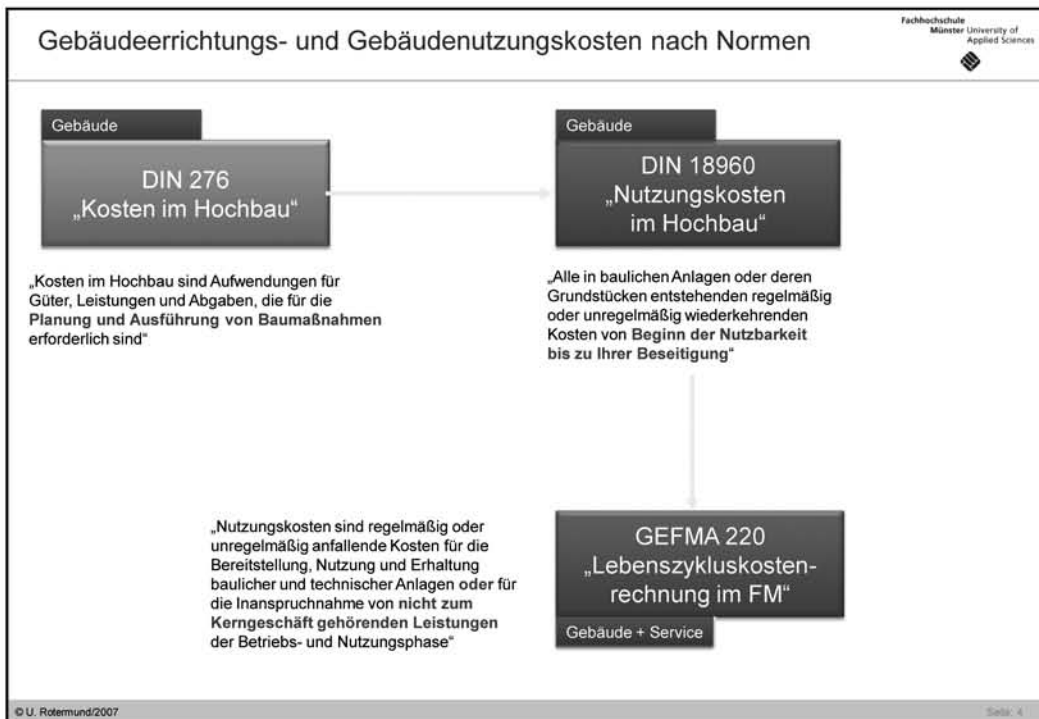 Gebäudeerrichtungs- und Gebäudenutzungskosten nach Normen
Fachhochschule
Münster University of
Applied Sciences
Gebäude
DIN 276
„Kosten im Hochbau“
„Kosten im Hochbau sind Aufwendungen für
Güter, Leistungen und Abgaben, die für die
Planung und Ausführung von Baumaßnahmen
erforderlich sind“
Gebäude
DIN 18960
„Nutzungskosten
im Hochbau“
„Alle in baulichen Anlagen oder deren
Grundstücken entstehenden regelmäßig
oder unregelmäßig wiederkehrenden
Kosten von Beginn der Nutzbarkeit
bis zu Ihrer Beseitigung“
„Nutzungskosten sind regelmäßig oder
unregelmäßig anfallende Kosten für die
Bereitstellung, Nutzung und Erhaltung
baulicher und technischer Anlagen oder für
die Inanspruchnahme von nicht zum
Kerngeschäft gehörenden Leistungen
der Betriebs- und Nutzungsphase“
GEFMA 220
„Lebenszykluskosten-
rechnung im FM“
Gebäude + Service
© U. Rotermund/2007
Seite: 4